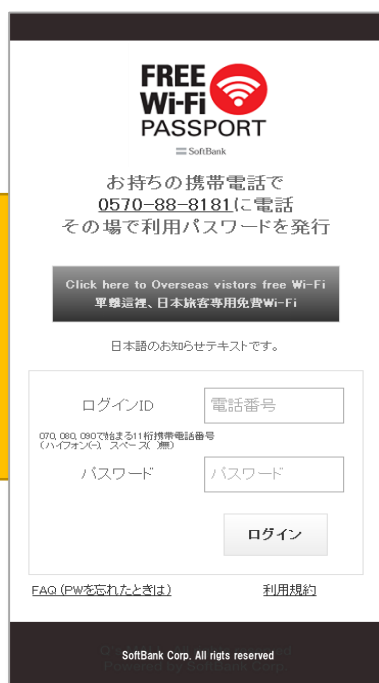 FREE
Wi-Fi
PASSPORT
SoftBank
お持ちの携帯電話で
0570-88-8181に電話
その場で利用パスワードを発行
Click here to Overseas vistors free Wi-Fi
單擊這裡、日本旅客専用免費Wi-Fi
日本語のお知らせテキストです。
ログインID
電話番号
070, 080, 090で始まる11桁携帯電話番号
(ハイフォン(-)、スペース( )無)
パスワード
パスワード
ログイン
FAQ (PWを忘れたときは)
利用規約
SoftBank Corp. All rigts reserved
Powered by SoftBank Corp.